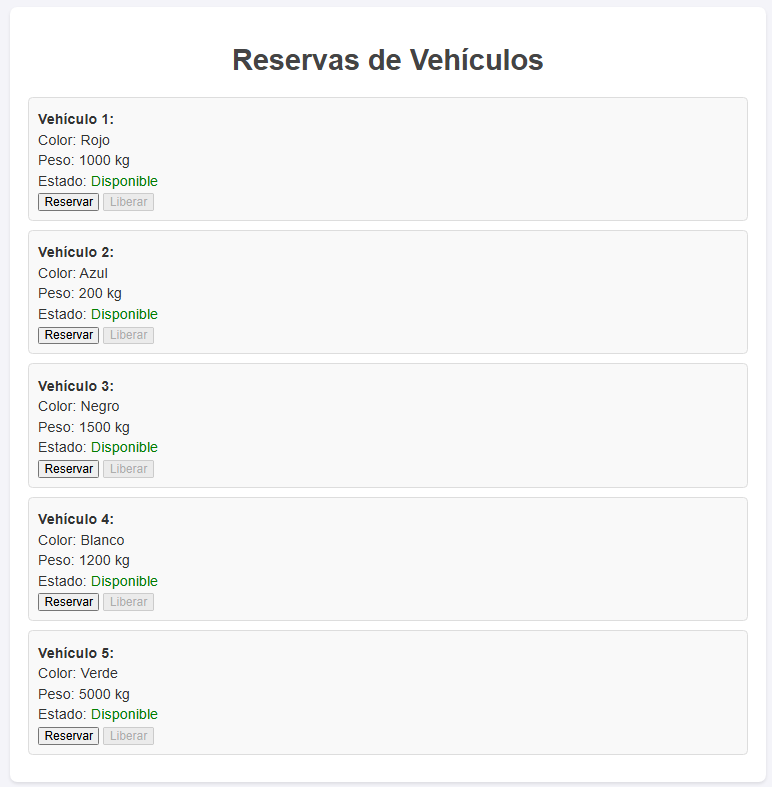 Reservas de Vehículos
Vehículo 1:
Color: Rojo
Peso: 1000 kg
Estado: Disponible
Reservar Liberar
Vehículo 2:
Color: Azul
Peso: 200 kg
Estado: Disponible
Reservar Liberar
Vehículo 3:
Color: Negro
Peso: 1500 kg
Estado: Disponible
Reservar Liberar
Vehículo 4:
Color: Blanco
Peso: 1200 kg
Estado: Disponible
Reservar Liberar
Vehículo 5:
Color: Verde
Peso: 5000 kg
Estado: Disponible
Reservar Liberar